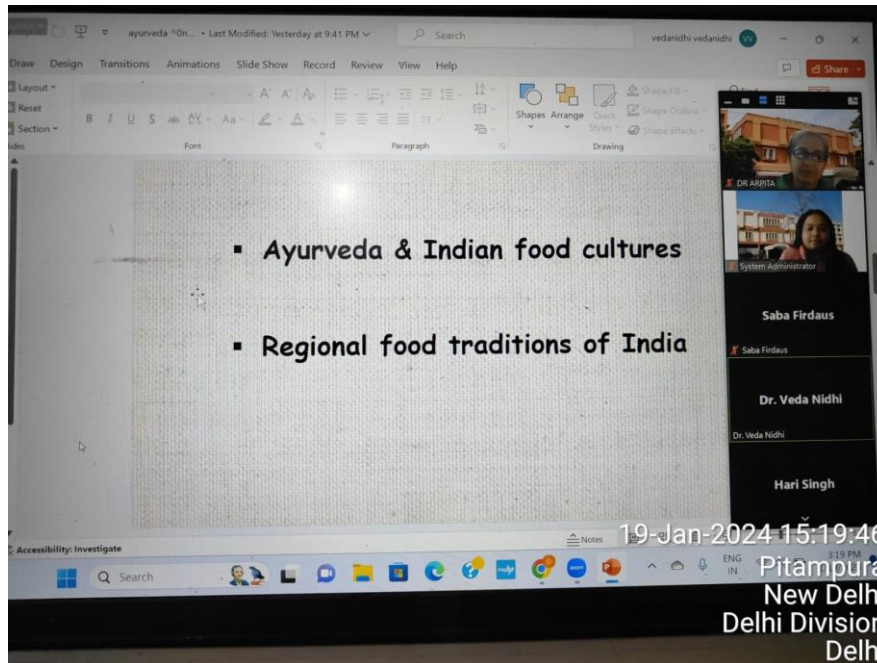 ayurveda ^0n... • Last Modified: Yesterday at 9:41 PM
Search
vedanidhi vedanidhi
VV
Draw Design Transitions Animations Slide Show Record Review View Help
Share
Layout
Reset
Section
Shapes Arrange Quick Styles
Shape Fill
Shape Outline
Shape Effects
Font
Paragraph
Drawing
▪ Ayurveda & Indian food cultures
▪ Regional food traditions of India
DR ARPITA
System Administrator
Saba Firdaus
Saba Firdaus
Dr. Veda Nidhi
Dr. Veda Nidhi
Hari Singh
Accessibility: Investigate
Notes
Search
ENG
IN
3:19 PM
19-Jan-2024 15:19:46
Pitampura
New Delh
Delhi Division
Delh